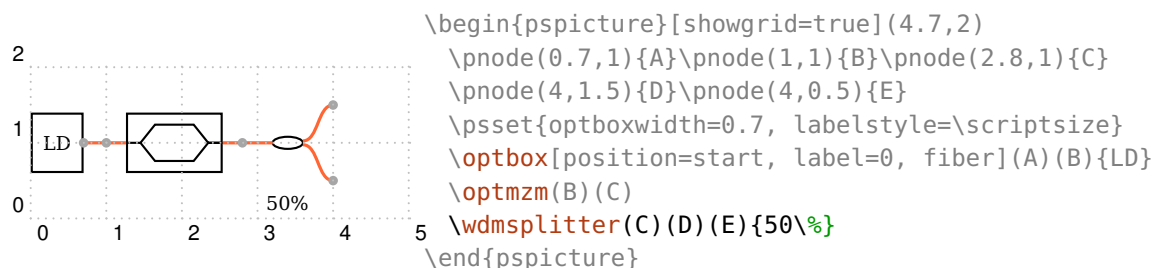 2
1
0
LD
50%
0 1 2 3 4 5
\begin{pspicture}[showgrid=true](4.7,2)
\pnode(0.7,1){A}\pnode(1,1){B}\pnode(2.8,1){C}
\pnode(4,1.5){D}\pnode(4,0.5){E}
\psset{optboxwidth=0.7, labelstyle=\scriptsize}
\optbox[position=start, label=0, fiber](A)(B){LD}
\optmzm(B)(C)
\wdmsplitter(C)(D)(E){50\%}
\end{pspicture}